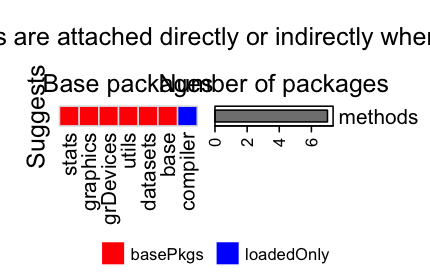 s are attached directly or indirectly
Base packages
Number of packages
Suggests
methods
0 2 4 6
stats
graphics
grDevices
utils
datasets
base
compiler
basePkgs
loadedOnly